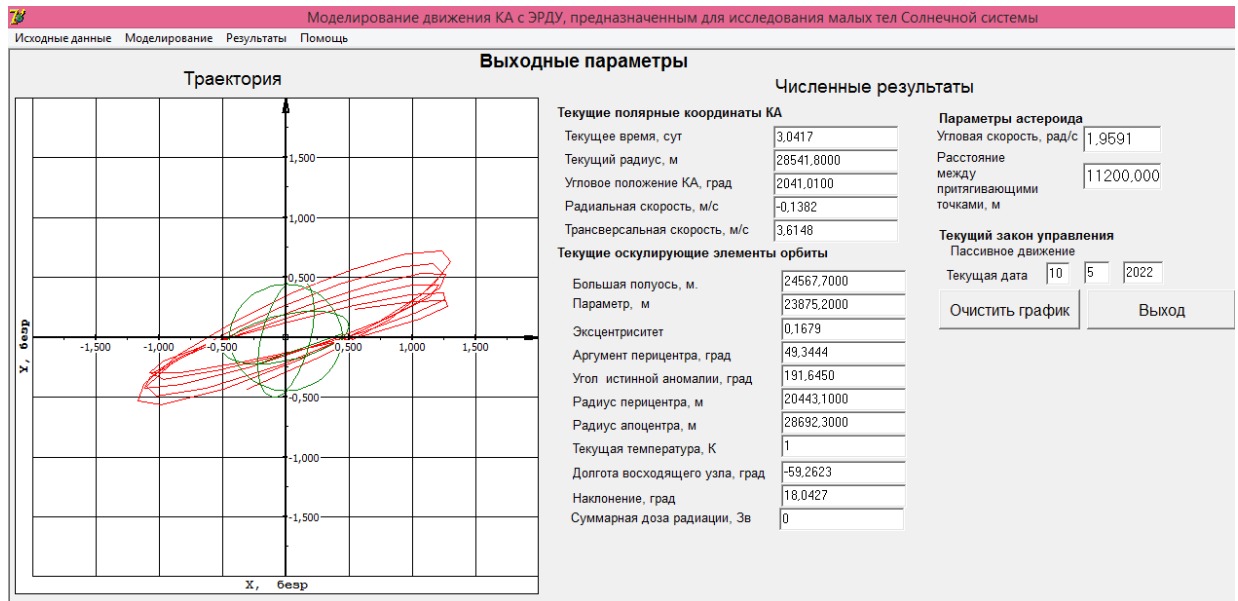 Моделирование движения КА с ЭРДУ, предназначенным для исследования малых тел Солнечной системы
Исходные данные Моделирование Результаты Помощь
Выходные параметры
Траектория
Y, безр
1,500
1,000
0,500
-1,500 -1,000 -0,500 0,500 1,000 1,500
-0,500
-1,000
-1,500
X, безр
Численные результаты
Текущие полярные координаты КА
Текущее время, сут 3,0417
Текущий радиус, м 28541,8000
Угловое положение КА, град 2041,0100
Радиальная скорость, м/с -0,1382
Трансверсальная скорость, м/с 3,6148
Текущие оскулирующие элементы орбиты
Большая полуось, м. 24567,7000
Параметр, м 23875,2000
Эксцентриситет 0,1679
Аргумент перицентра, град 49,3444
Угол истинной аномалии, град 191,6450
Радиус перицентра, м 20443,1000
Радиус апоцентра, м 28692,3000
Текущая температура, К 1
Долгота восходящего узла, град -59,2623
Наклонение, град 18,0427
Суммарная доза радиации, Зв 0
Параметры астероида
Угловая скорость, рад/с 1,9591
Расстояние
между
притягивающими
точками, м
11200,000
Текущий закон управления
Пассивное движение
Текущая дата 10 5 2022
Очистить график Выход